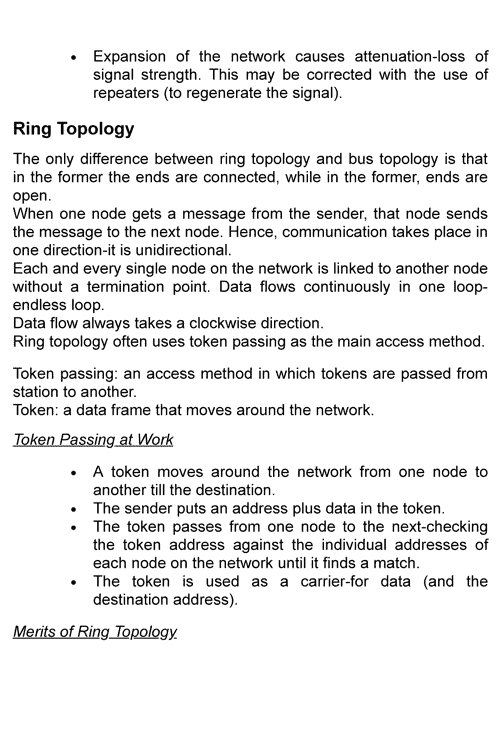 • Expansion of the network causes attenuation-loss of
signal strength. This may be corrected with the use of
repeaters (to regenerate the signal).
Ring Topology
The only difference between ring topology and bus topology is that
in the former the ends are connected, while in the former, ends are
open.
When one node gets a message from the sender, that node sends
the message to the next node. Hence, communication takes place in
one direction-it is unidirectional.
Each and every single node on the network is linked to another node
without a termination point. Data flows continuously in one loop-
endless loop.
Data flow always takes a clockwise direction.
Ring topology often uses token passing as the main access method.
Token passing: an access method in which tokens are passed from
station to another.
Token: a data frame that moves around the network.
Token Passing at Work
• A token moves around the network from one node to
another till the destination.
• The sender puts an address plus data in the token.
• The token passes from one node to the next-checking
the token address against the individual addresses of
each node on the network until it finds a match.
• The token is used as a carrier-for data (and the
destination address).
Merits of Ring Topology